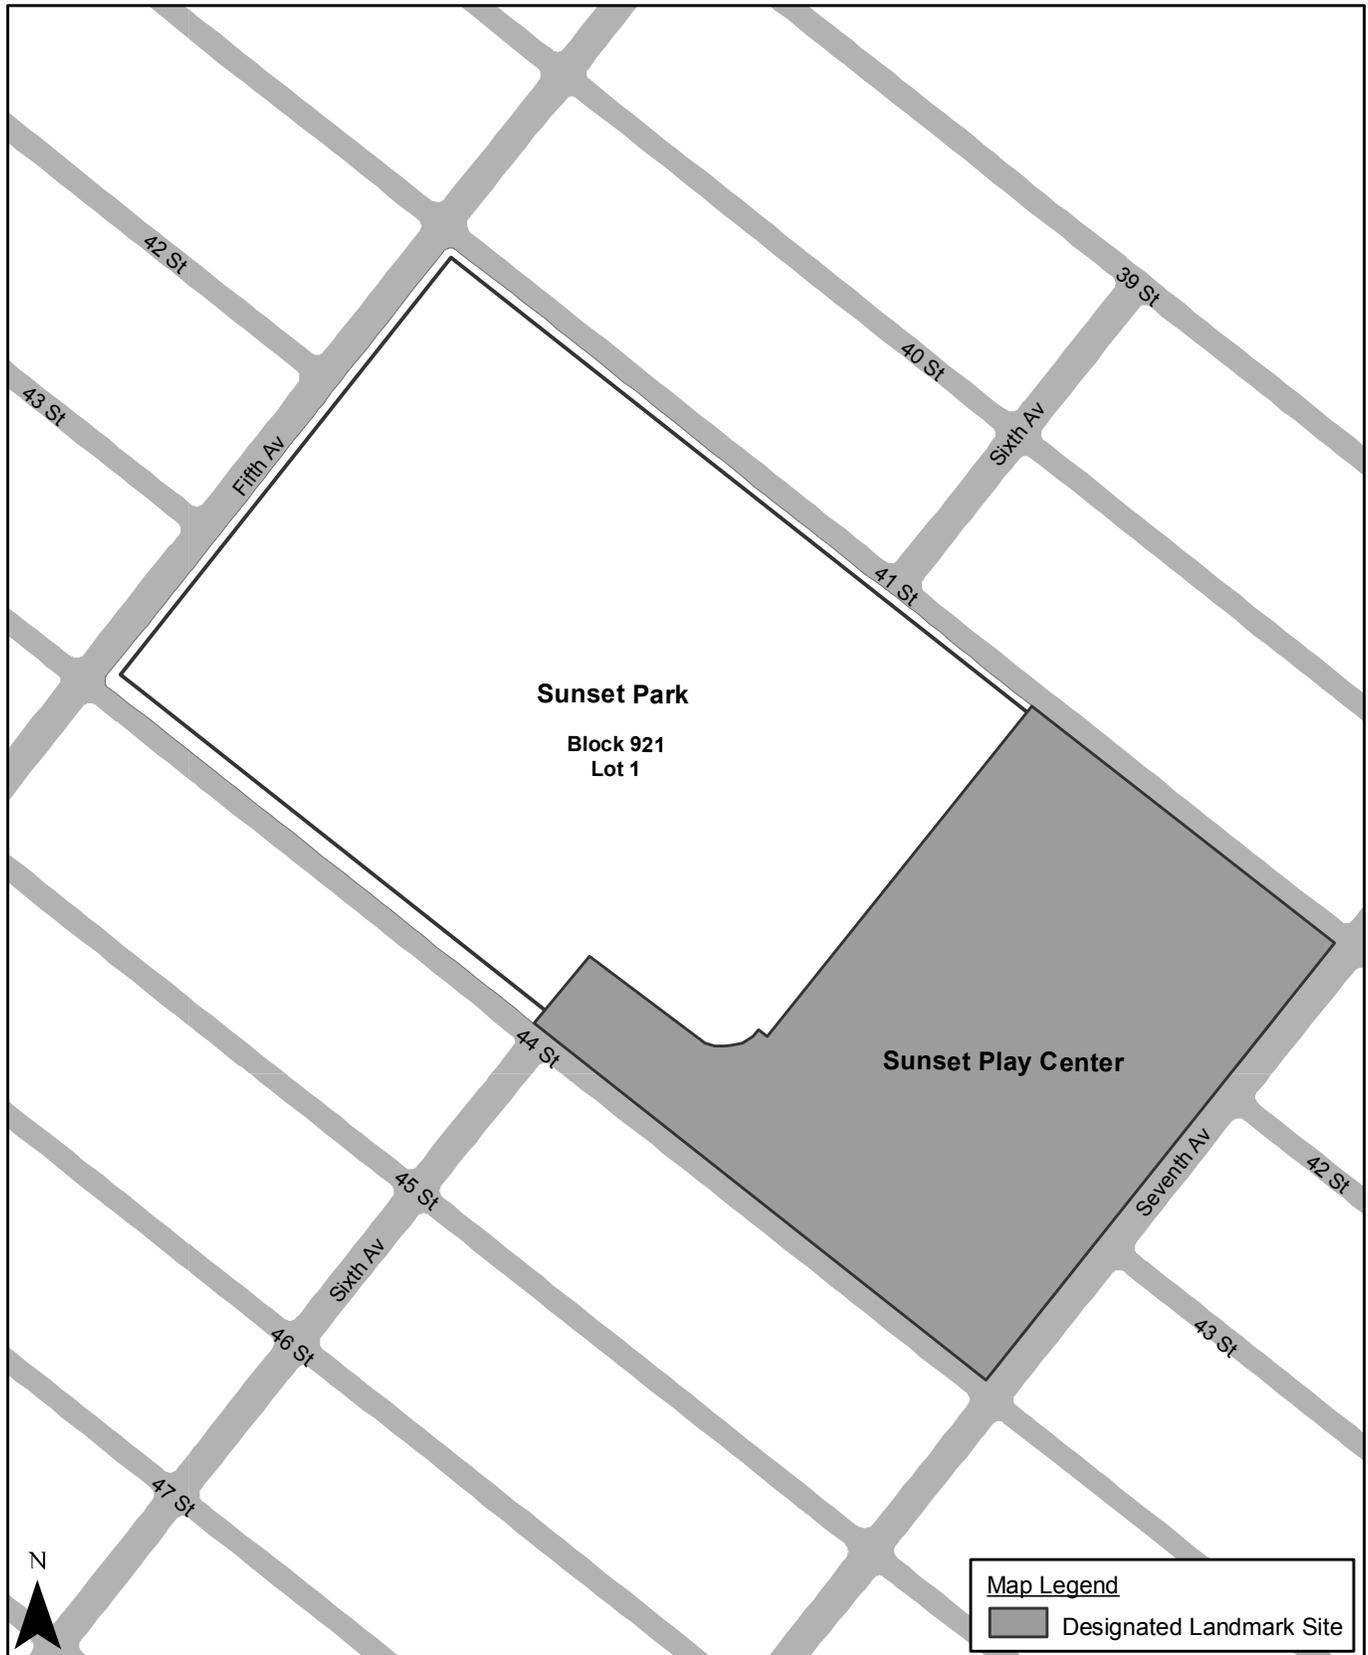 42 St
39 St
40 St
43 St
Sixth Av
Fifth Av
41 St
Sunset Park
Block 921
Lot 1
44 St
Sunset Play Center
Seventh Av
42 St
45 St
Sixth Av
43 St
46 St
47 St
N
Map Legend
Designated Landmark Site